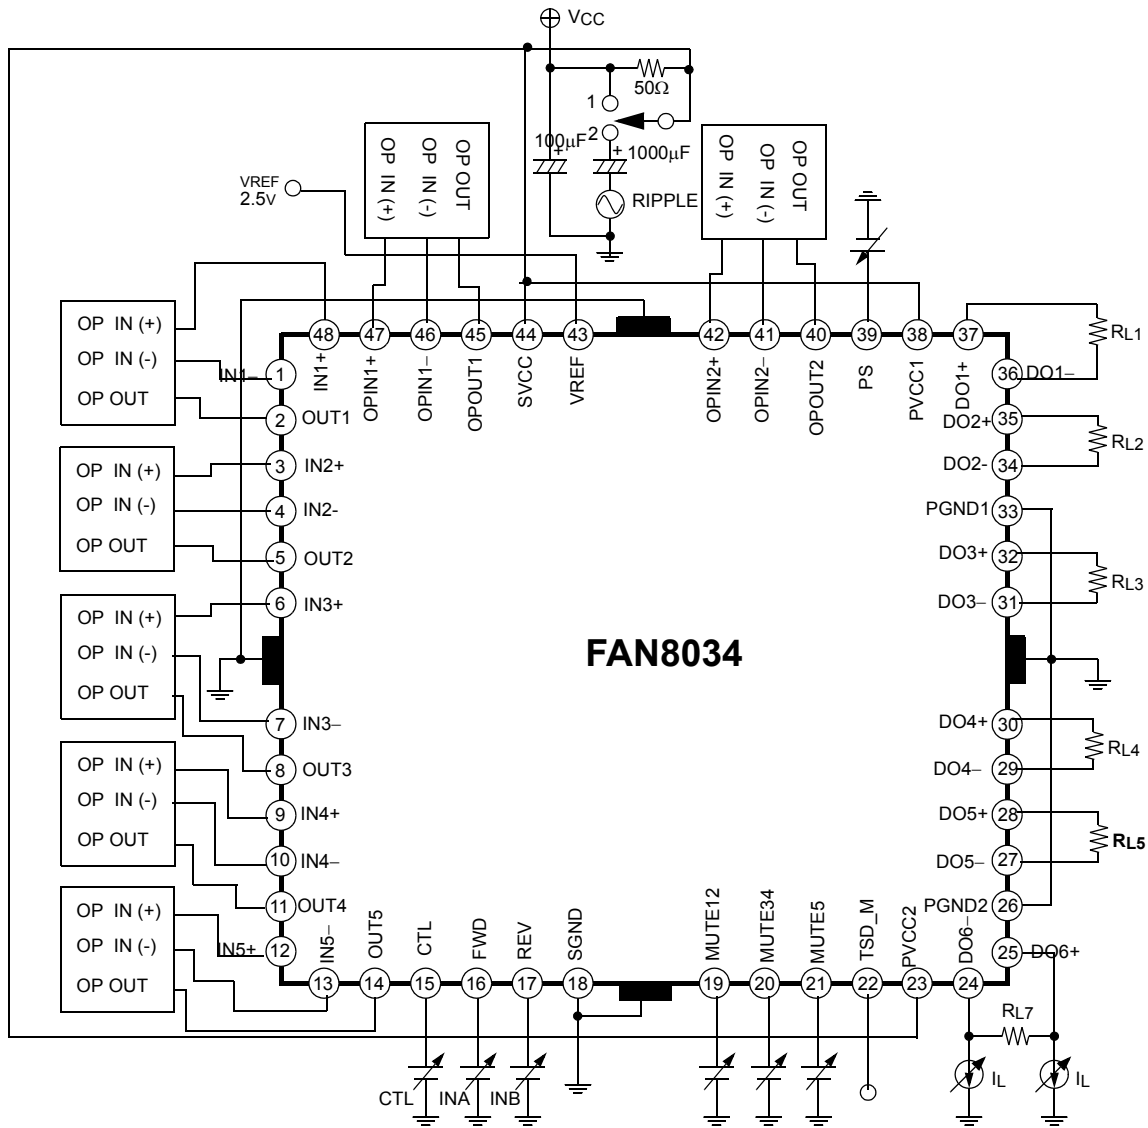 VCC
50Ω
1
2
100µF
+
+
1000µF
RIPPLE
VREF
2.5V
OP IN (+)
OP IN (-)
OP OUT
OP IN (+)
OP IN (-)
OP OUT
OP IN (+)
OP IN (-)
OP OUT
OP IN (+)
OP IN (-)
OP OUT
OP IN (+)
OP IN (-)
OP OUT
OP IN (+)
OP IN (-)
OP OUT
OP IN (+)
OP IN (-)
OP OUT
48
47
46
45
44
43
42
41
40
39
38
37
IN1+
OPIN1+
OPIN1−
OPOUT1
SVCC
VREF
OPIN2+
OPIN2−
OPOUT2
PS
PVCC1
DO1+
IN1−
1
2
OUT1
3
IN2+
4
IN2-
5
OUT2
6
IN3+
7
IN3−
8
OUT3
9
IN4+
10
IN4−
11
OUT4
IN5+
12
FAN8034
36
DO1−
DO2+
35
DO2-
34
PGND1
33
DO3+
32
DO3−
31
DO4+
30
DO4−
29
DO5+
28
DO5−
27
PGND2
26
25
DO6+
RL1
RL2
RL3
RL4
RL5
IN5−
OUT5
CTL
FWD
REV
SGND
MUTE12
MUTE34
MUTE5
TSD_M
PVCC2
DO6−
13
14
15
16
17
18
19
20
21
22
23
24
RL7
CTL
INA
INB
IL
IL